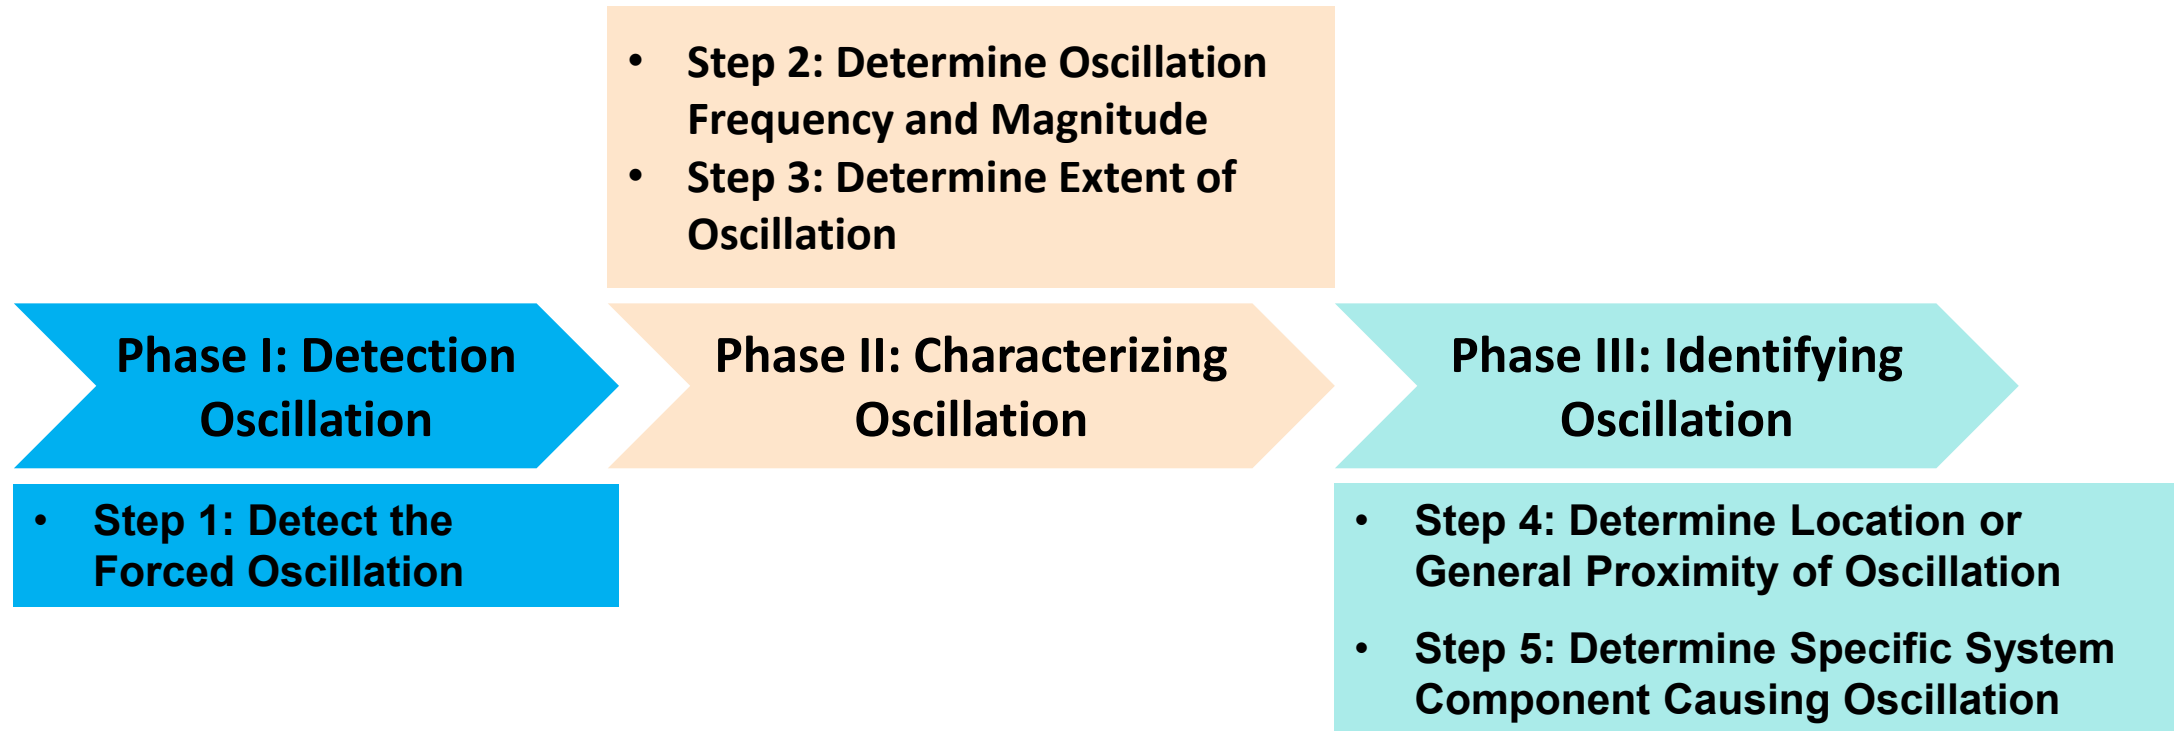 • Step 2: Determine Oscillation
Frequency and Magnitude
• Step 3: Determine Extent of
Oscillation
Phase I: Detection
Oscillation
Phase II: Characterizing
Oscillation
Phase III: Identifying
Oscillation
• Step 1: Detect the
Forced Oscillation
• Step 4: Determine Location or
General Proximity of Oscillation
• Step 5: Determine Specific System
Component Causing Oscillation